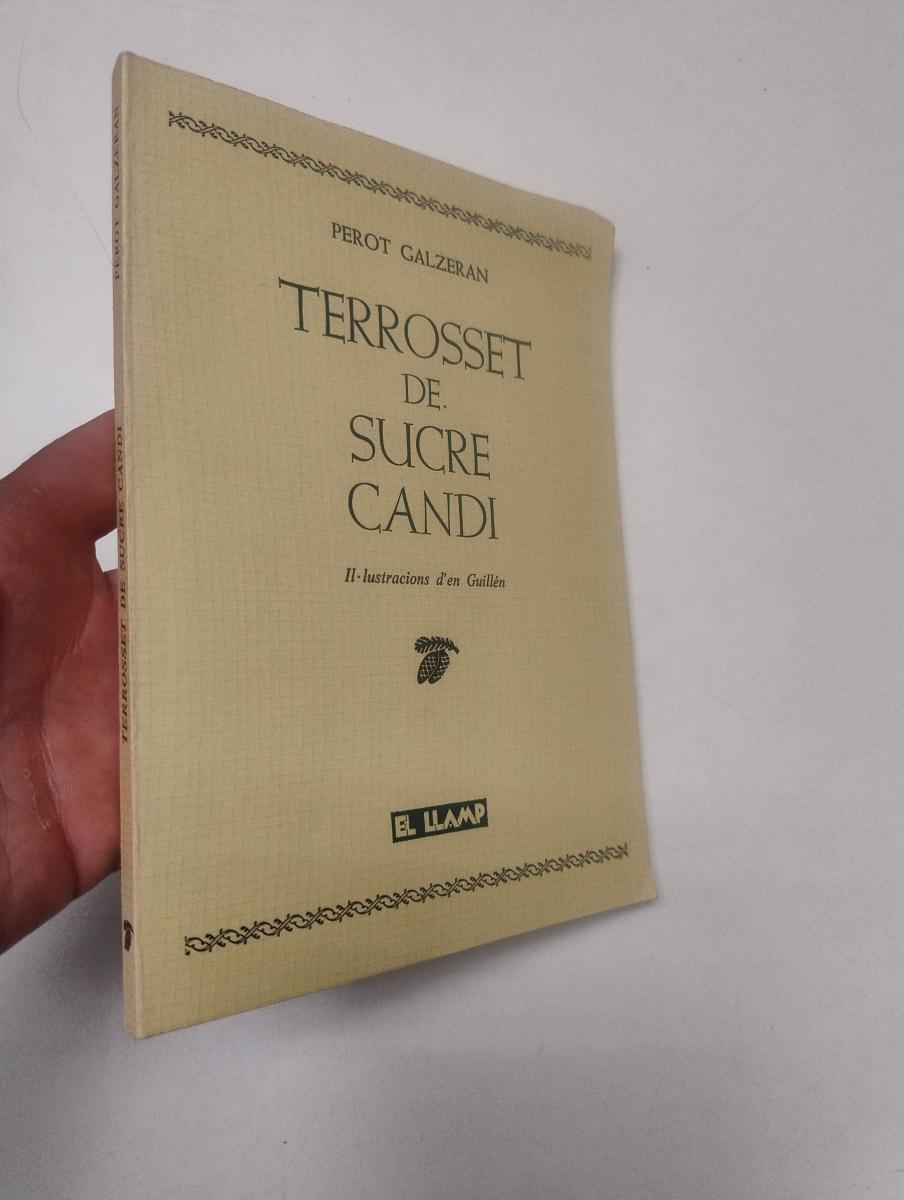 PEROT GALZERAN
TERROSSET
DE
SUCRE
CANDI
Il·lustracions d'en Guillén
EL LLAMP
PEROT GALZERAN
TERROSSET DE SUCRE CANDI